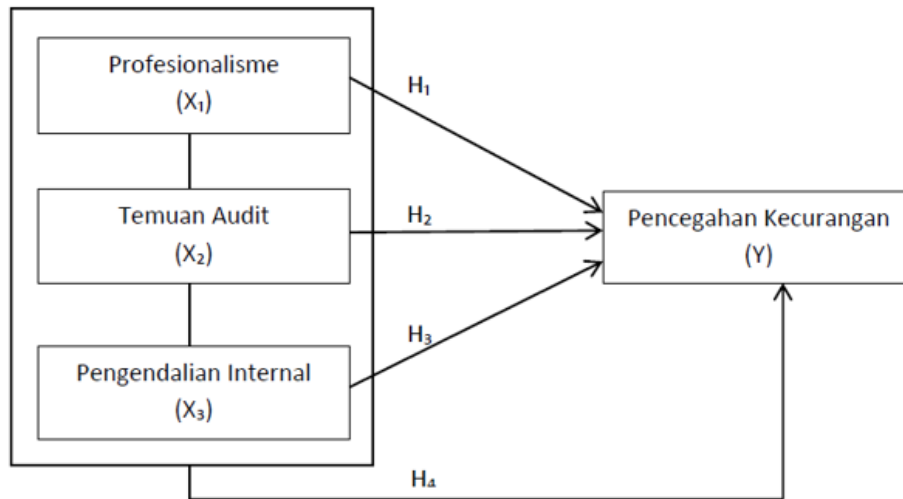 Profesionalisme
(X₁)
H₁
Temuan Audit
(X₂)
H₂
Pencegahan Kecurangan
(Y)
H₃
Pengendalian Internal
(X₃)
H₄